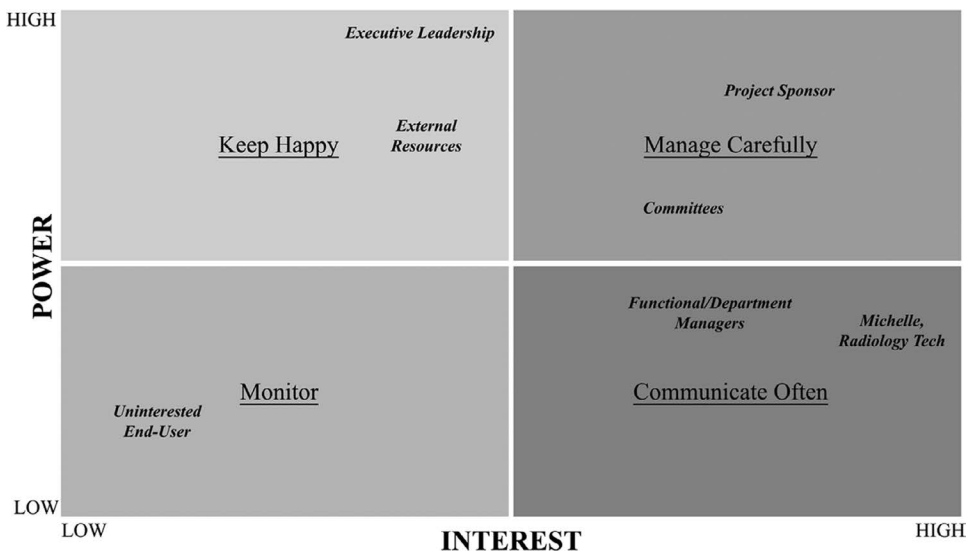 HIGH
Executive Leadership
Project Sponsor
External
Resources
Keep Happy
Manage Carefully
Committees
POWER
Functional/Department
Managers
Michelle,
Radiology Tech
Monitor
Communicate Often
Uninterested
End-User
LOW
LOW
INTEREST
HIGH